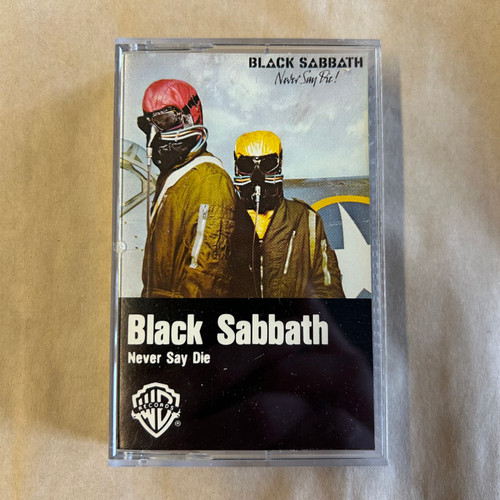 BLACK SABBATH
Never Say Die!
Black Sabbath
Never Say Die
WB
RECORDS
®